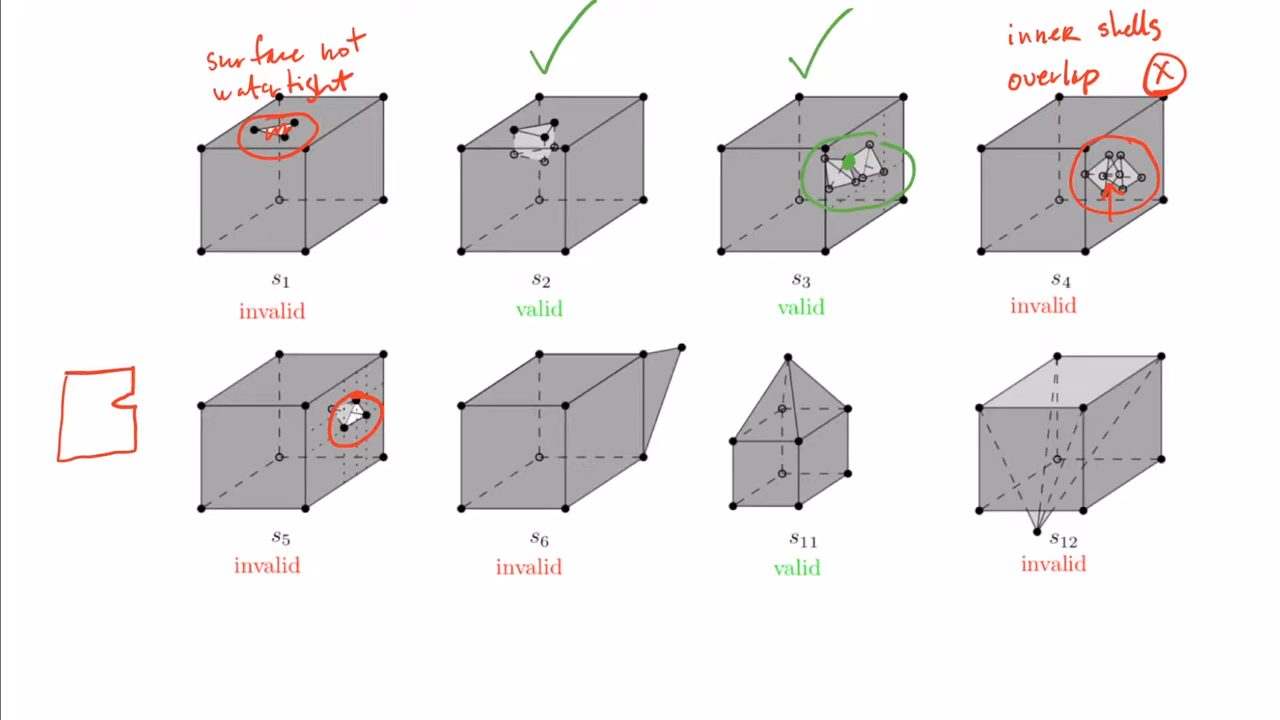 surface not
watertight
inner shells
overlap X
s1
s2
s3
s4
invalid
valid
valid
invalid
s5
s6
s11
s12
invalid
invalid
valid
invalid